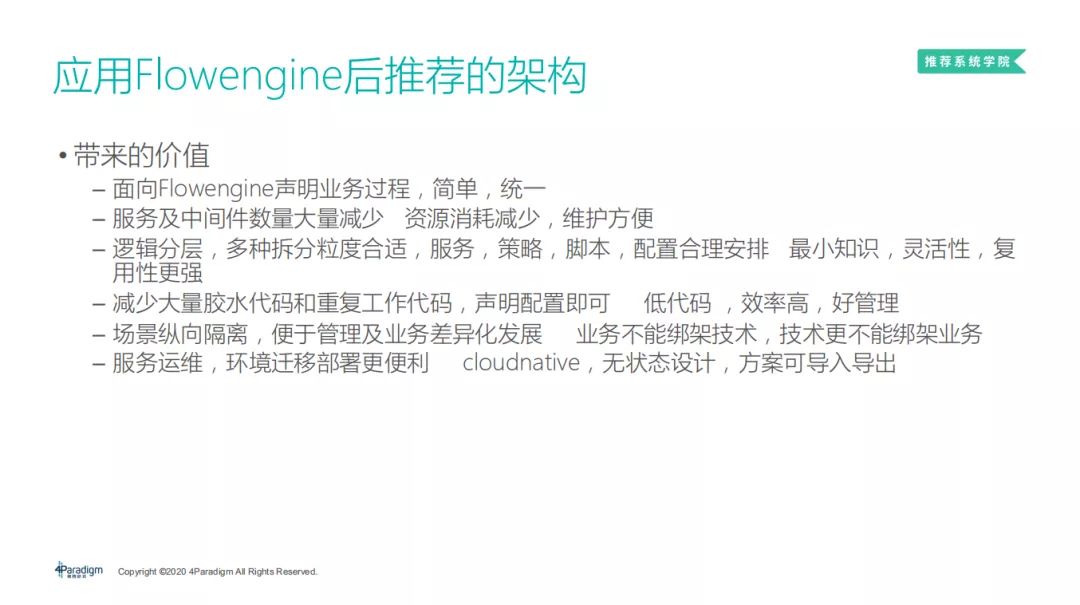 应用Flowengine后推荐的架构
推荐系统学院
• 带来的价值
– 面向Flowengine声明业务过程，简单，统一
– 服务及中间件数量大量减少 资源消耗减少，维护方便
– 逻辑分层，多种拆分粒度合适，服务，策略，脚本，配置合理安排 最小知识，灵活性，复
用性更强
– 减少大量胶水代码和重复工作代码，声明配置即可 低代码，效率高，好管理
– 场景纵向隔离，便于管理及业务差异化发展 业务不能绑架技术，技术更不能绑架业务
– 服务运维，环境迁移部署更便利 cloudnative，无状态设计，方案可导入导出
4Paradigm
第四范式
Copyright ©2020 4Paradigm All Rights Reserved.